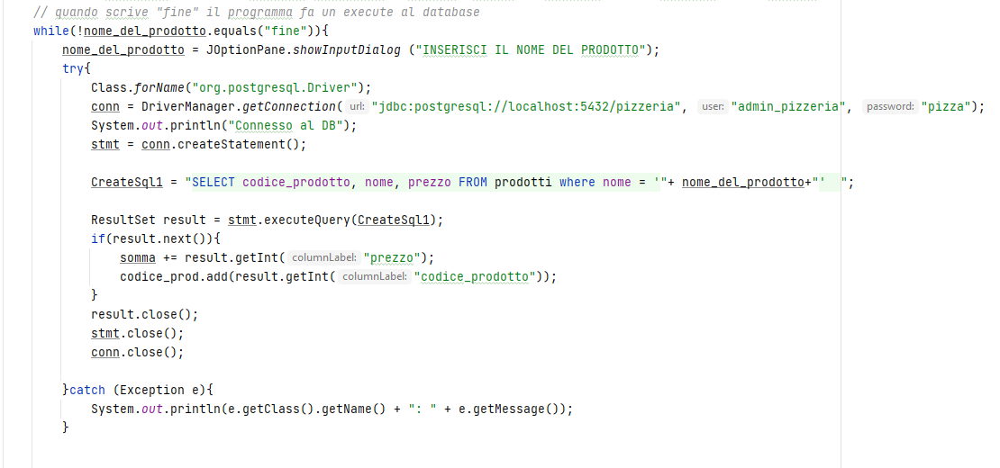 // quando scrive "fine" il programma fa un execute al database
while(!nome_del_prodotto.equals("fine")){
    nome_del_prodotto = JOptionPane.showInputDialog ("INSERISCI IL NOME DEL PRODOTTO");
    try{
        Class.forName("org.postgresql.Driver");
        conn = DriverManager.getConnection( url: "jdbc:postgresql://localhost:5432/pizzeria", user: "admin_pizzeria", password: "pizza");
        System.out.println("Connesso al DB");
        stmt = conn.createStatement();
        CreateSql1 = "SELECT codice_prodotto, nome, prezzo FROM prodotti where nome = '"+ nome_del_prodotto+"'  ";
        ResultSet result = stmt.executeQuery(CreateSql1);
        if(result.next()){
            somma += result.getInt( columnLabel: "prezzo");
            codice_prod.add(result.getInt( columnLabel: "codice_prodotto"));
        }
        result.close();
        stmt.close();
        conn.close();
    }catch (Exception e){
        System.out.println(e.getClass().getName() + ": " + e.getMessage());
    }